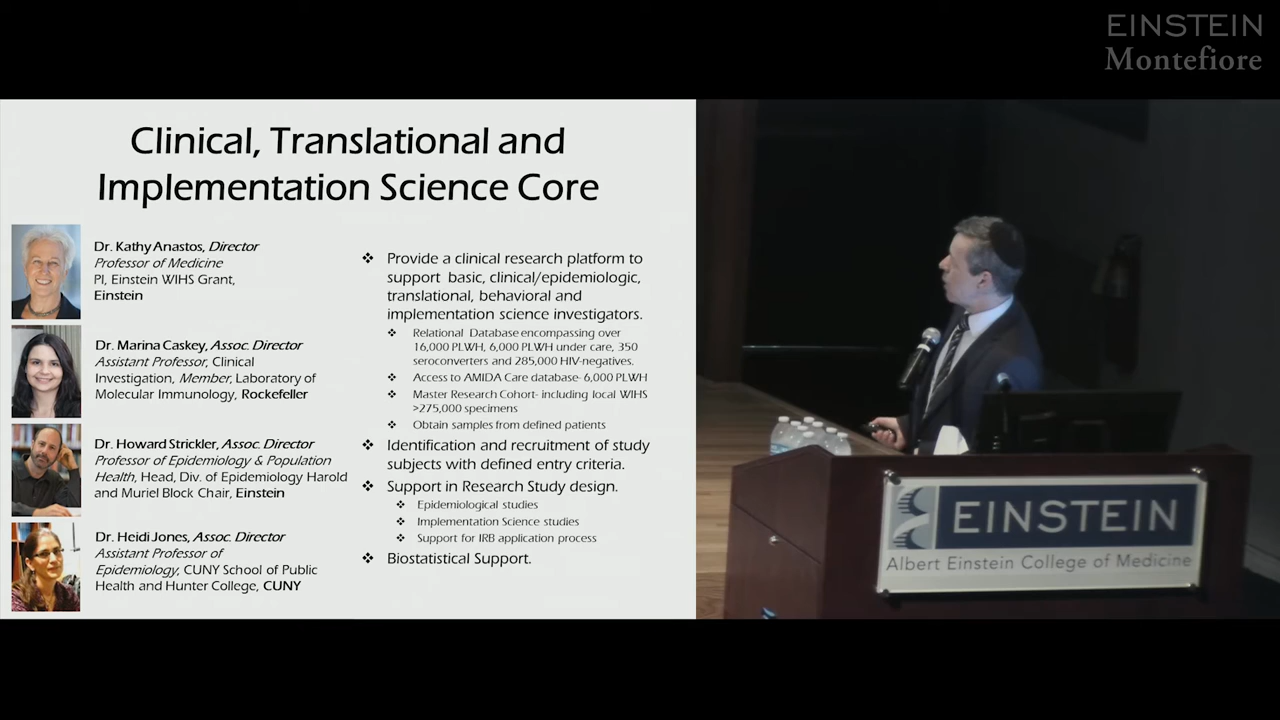 EINSTEIN
Montefiore
Clinical, Translational and
Implementation Science Core
Dr. Kathy Anastos, Director
Professor of Medicine
PI, Einstein WIHS Grant,
Einstein
Dr. Marina Caskey, Assoc. Director
Assistant Professor, Clinical
Investigation, Member, Laboratory of
Molecular Immunology, Rockefeller
Dr. Howard Strickler, Assoc. Director
Professor of Epidemiology & Population
Health, Head, Div. of Epidemiology Harold
and Muriel Block Chair, Einstein
Dr. Heidi Jones, Assoc. Director
Assistant Professor of
Epidemiology, CUNY School of Public
Health and Hunter College, CUNY
Provide a clinical research platform to
support basic, clinical/epidemiologic,
translational, behavioral and
implementation science investigators.
Relational Database encompassing over
16,000 PLWH, 6,000 PLWH under care, 350
seroconverters and 285,000 HIV-negatives.
Access to AMIDA Care database- 6,000 PLWH
Master Research Cohort- including local WIHS
>275,000 specimens
Obtain samples from defined patients
Identification and recruitment of study
subjects with defined entry criteria.
Support in Research Study design.
Epidemiological studies
Implementation Science studies
Support for IRB application process
Biostatistical Support.
EINSTEIN
Albert Einstein College of Medicine